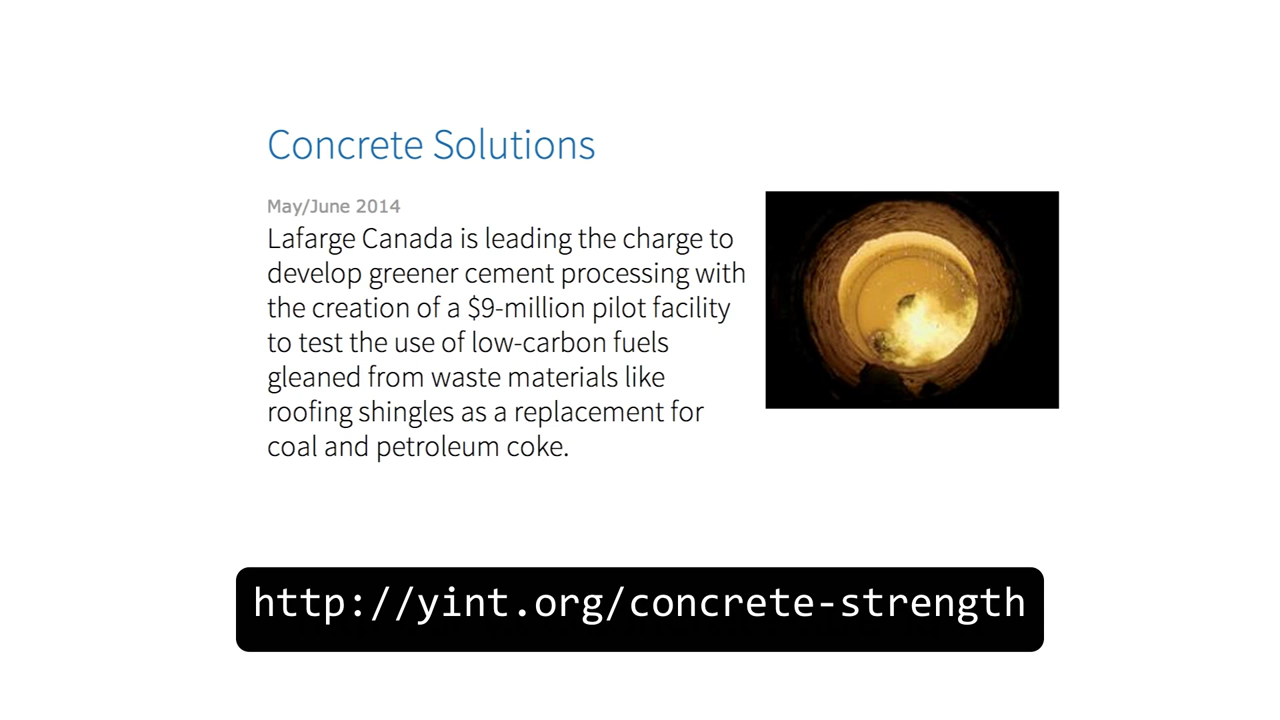 Concrete Solutions
May/June 2014
Lafarge Canada is leading the charge to
develop greener cement processing with
the creation of a $9-million pilot facility
to test the use of low-carbon fuels
gleaned from waste materials like
roofing shingles as a replacement for
coal and petroleum coke.
http://yint.org/concrete-strength